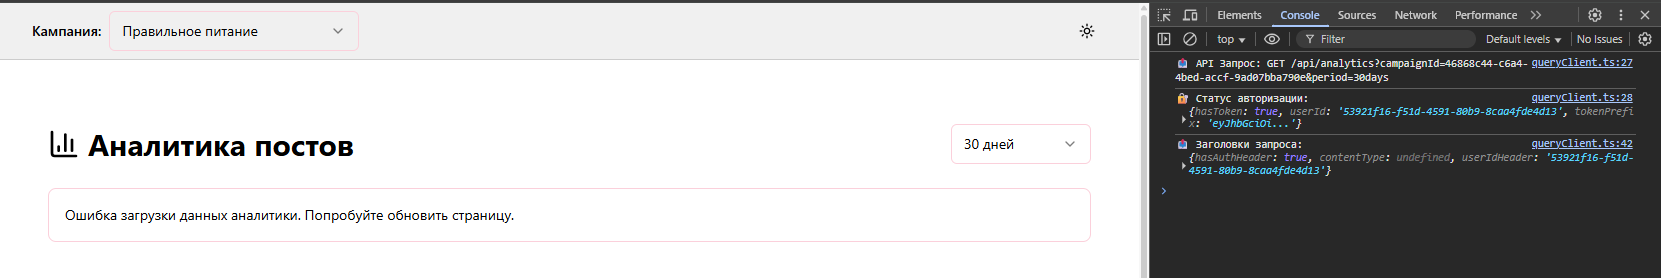 Кампания:
Правильное питание
Аналитика постов
30 дней
Ошибка загрузки данных аналитики. Попробуйте обновить страницу.
Elements Console Sources Network Performance
top Filter Default levels No Issues
API Запрос: GET /api/analytics?campaignId=46868c44-c6a4- queryClient.ts:27
4bed-accf-9ad07bba790e&period=30days
Статус авторизации: queryClient.ts:28
{hasToken: true, userId: '53921f16-f51d-4591-80b9-8caa4fde4d13', tokenPrefi
x: 'eyJhbGciOi...'}
Заголовки запроса: queryClient.ts:42
{hasAuthHeader: true, contentType: undefined, userIdHeader: '53921f16-f51d-
4591-80b9-8caa4fde4d13'}